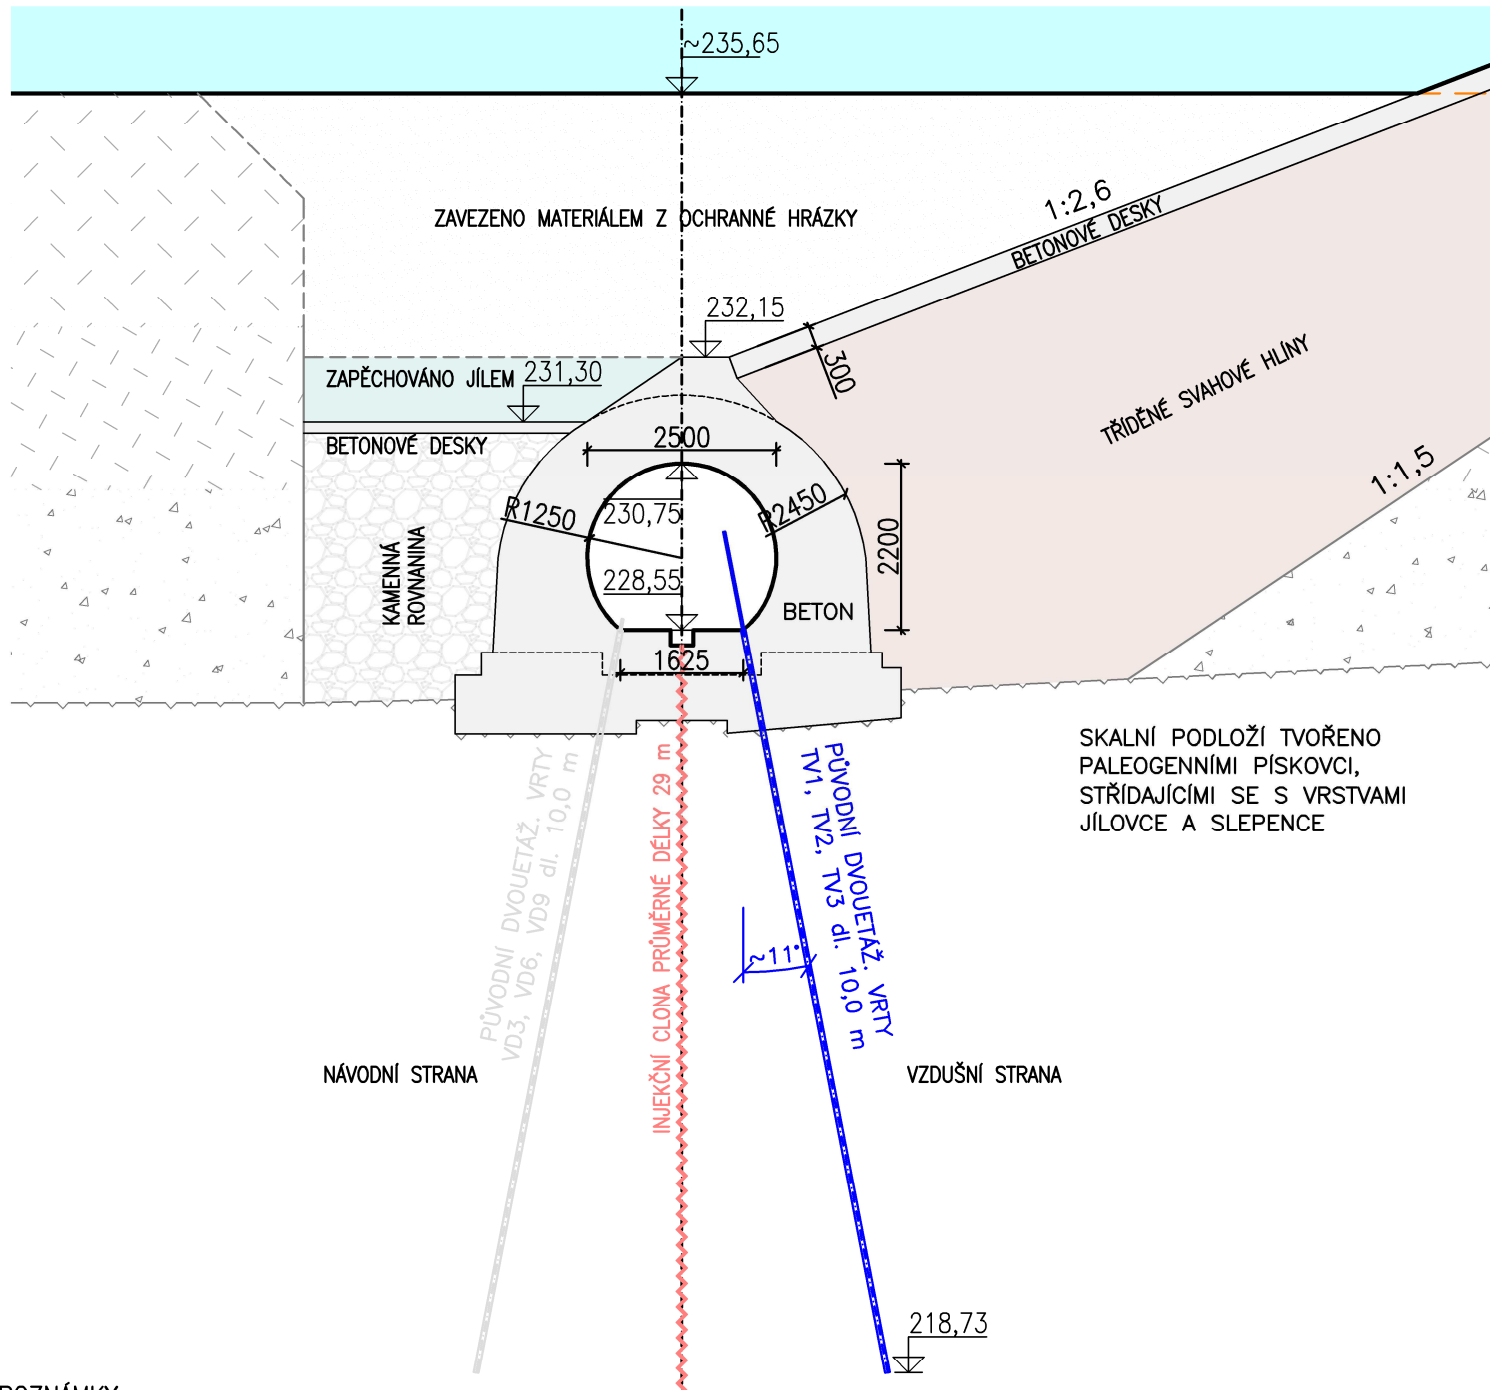 ~235,65
1:2,6
BETONOVÉ DESKY
ZAVEZENO MATERIÁLEM Z OCHRANNÉ HRÁZKY
232,15
300
ZAPĚCHOVÁNO JÍLEM
231,30
TŘÍDĚNÉ SVAHOVÉ HLÍNY
BETONOVÉ DESKY
2500
1:1,5
R1250
230,75
R2450
2200
KAMENNÁ
ROVNANINA
228,55
BETON
1625
SKALNÍ PODLOŽÍ TVOŘENO
PALEOGENNÍMI PÍSKOVCI,
STŘÍDAJÍCÍMI SE S VRSTVAMI
JÍLOVCE A SLEPENCE
PŮVODNÍ DVOUETÁŽ. VRTY
VD3, VD6, VD9 dl. 10,0 m
INJEKČNÍ CLONA PRŮMĚRNÉ DÉLKY 29 m
PŮVODNÍ DVOUETÁŽ. VRTY
TV1, TV2, TV3 dl. 10,0 m
~11°
NÁVODNÍ STRANA
VZDUŠNÍ STRANA
218,73